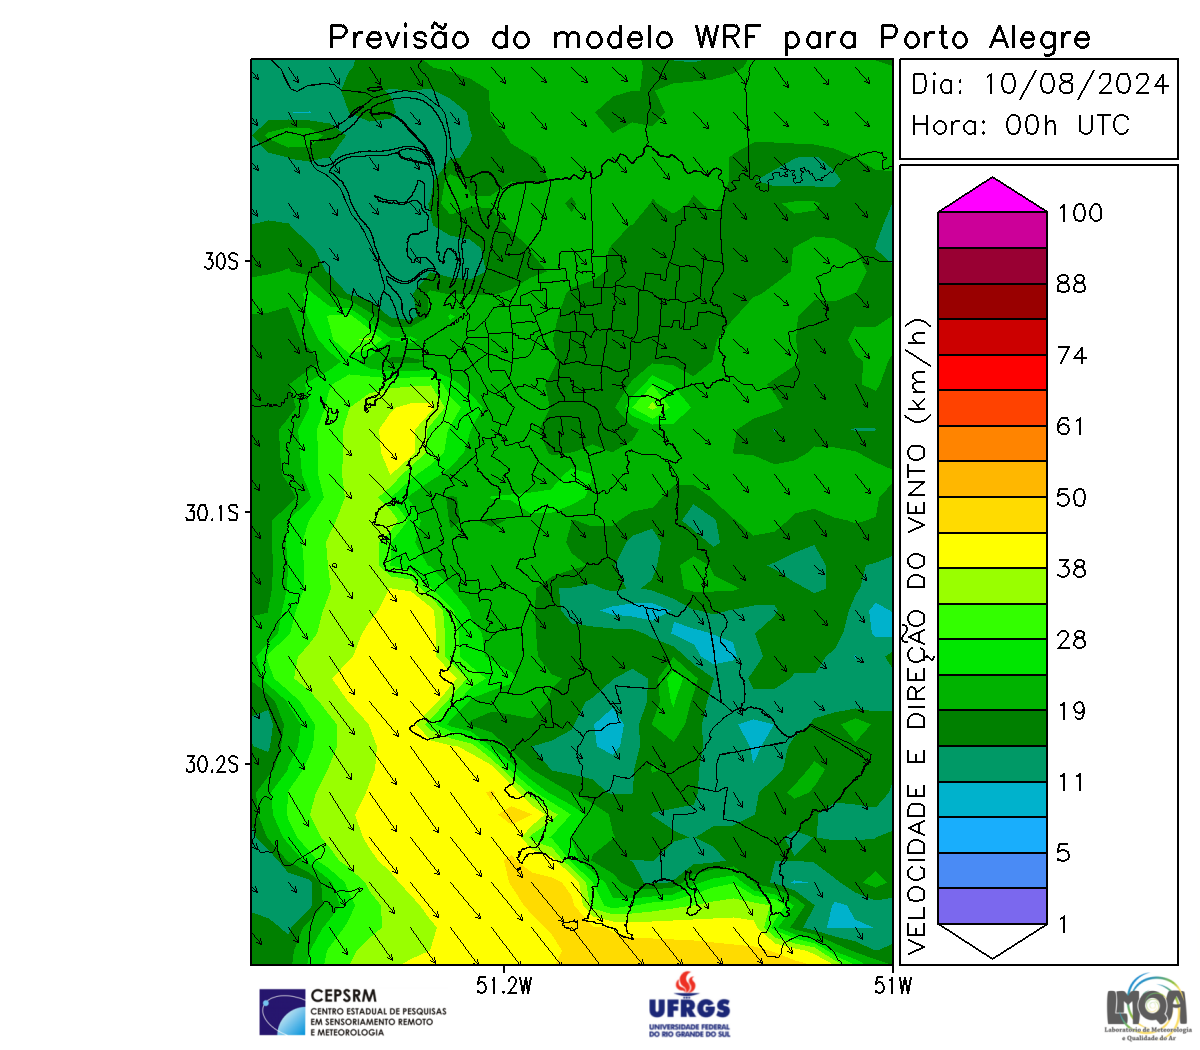 Previsão do modelo WRF para Porto Alegre
Dia: 10/08/2024
Hora: 00h UTC
100
88
74
61
50
38
28
19
11
5
1
VELOCIDADE E DIREÇÃO DO VENTO (km/h)
30S
30.1S
30.2S
51.2W
51W
CEPSRM
CENTRO ESTADUAL DE PESQUISAS
EM SENSORIAMENTO REMOTO
E METEOROLOGIA
UFRGS
UNIVERSIDADE FEDERAL
DO RIO GRANDE DO SUL
LMQA
Laboratório de Meteorologia
e Qualidade do Ar